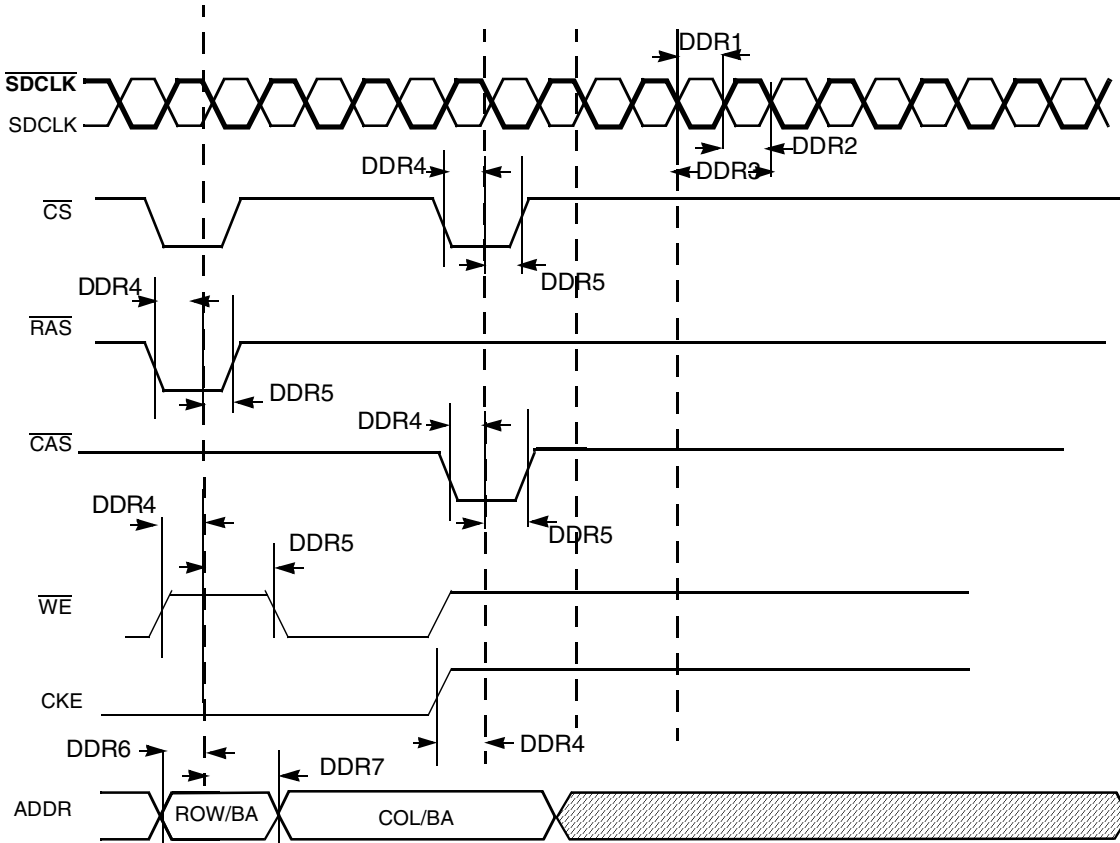 DDR1
SDCLK
SDCLK
DDR2
DDR4
DDR3
CS
DDR5
DDR4
RAS
DDR5
DDR4
CAS
DDR4
DDR5
DDR5
WE
CKE
DDR4
DDR6
DDR7
ADDR
ROW/BA
COL/BA